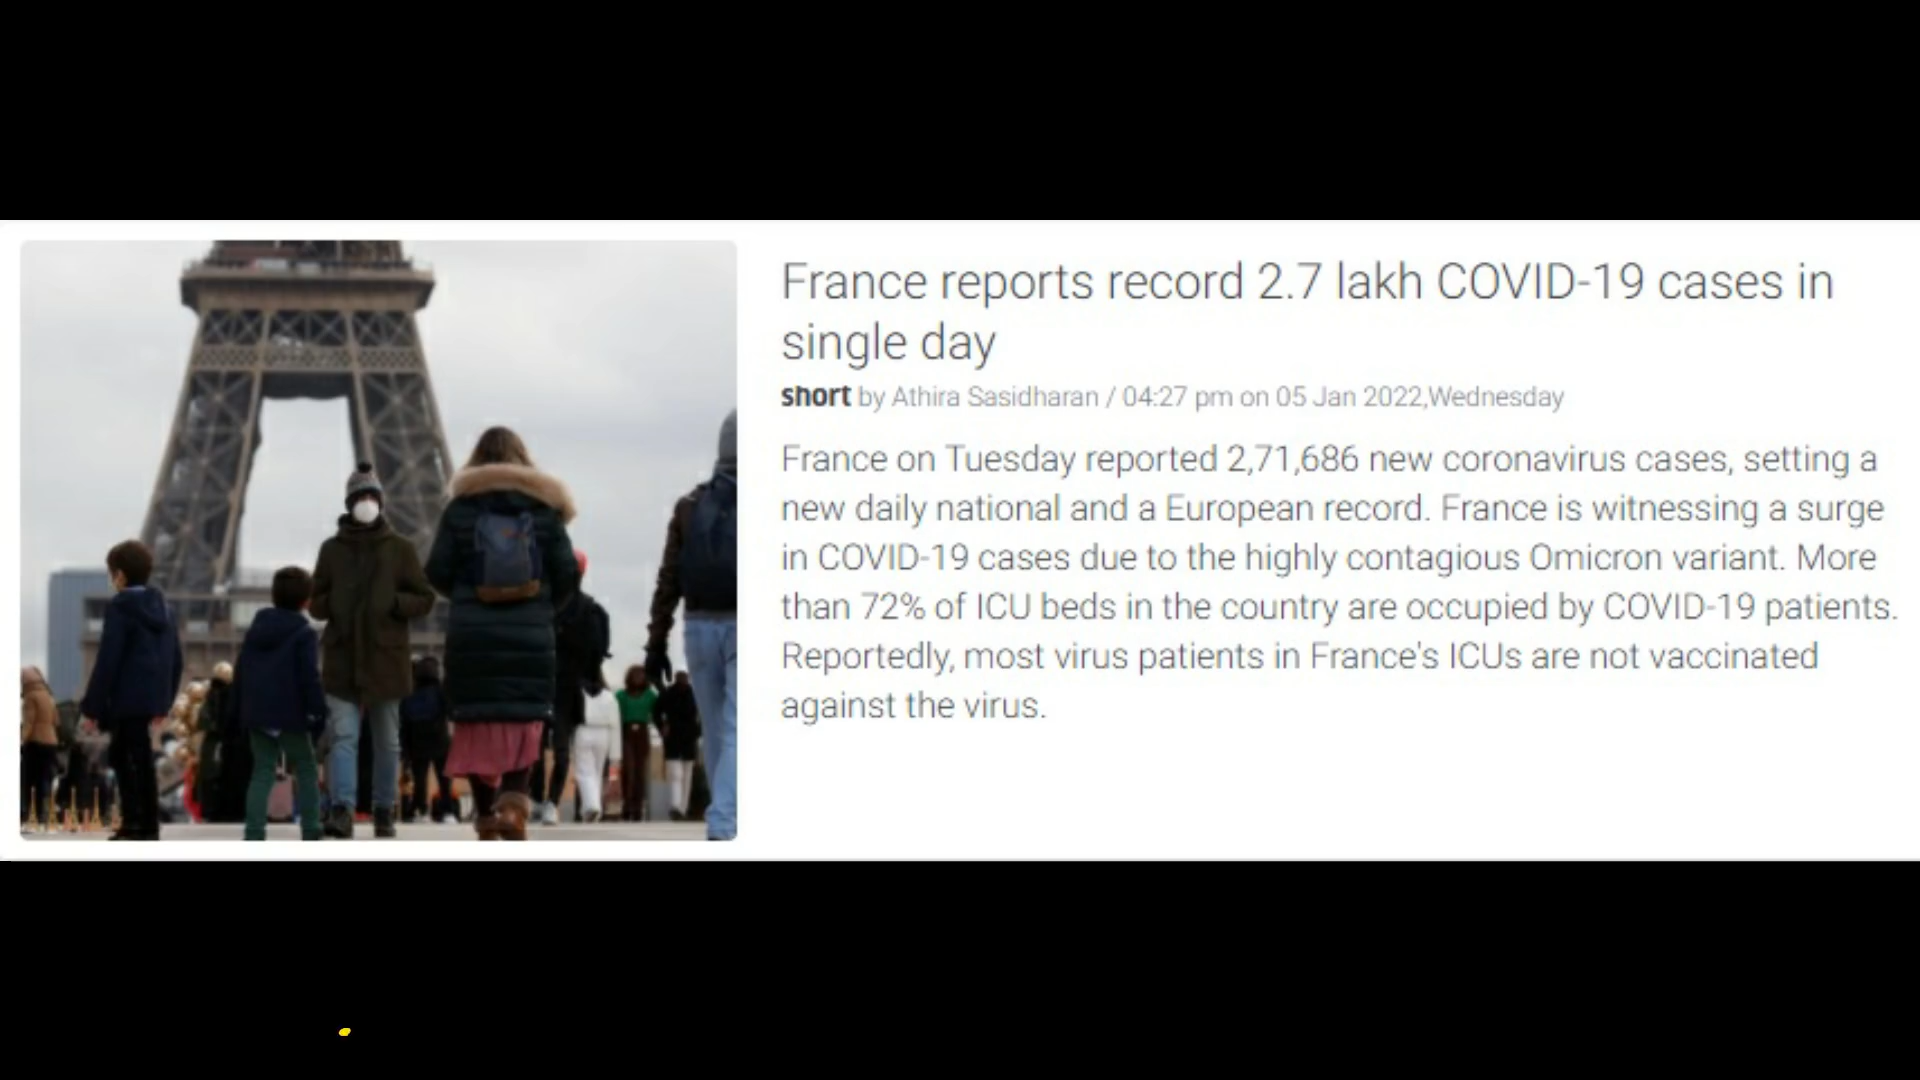 France reports record 2.7 lakh COVID-19 cases in
single day
short by Athira Sasidharan / 04:27 pm on 05 Jan 2022,Wednesday
France on Tuesday reported 2,71,686 new coronavirus cases, setting a
new daily national and a European record. France is witnessing a surge
in COVID-19 cases due to the highly contagious Omicron variant. More
than 72% of ICU beds in the country are occupied by COVID-19 patients.
Reportedly, most virus patients in France's ICUs are not vaccinated
against the virus.